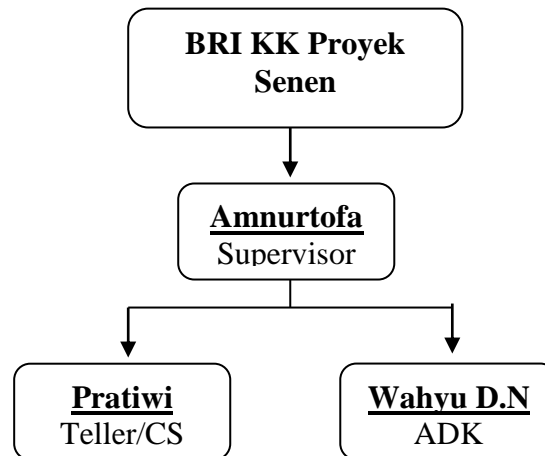 BRI KK Proyek
Senen
Amnurtofa
Supervisor
Pratiwi
Teller/CS
Wahyu D.N
ADK